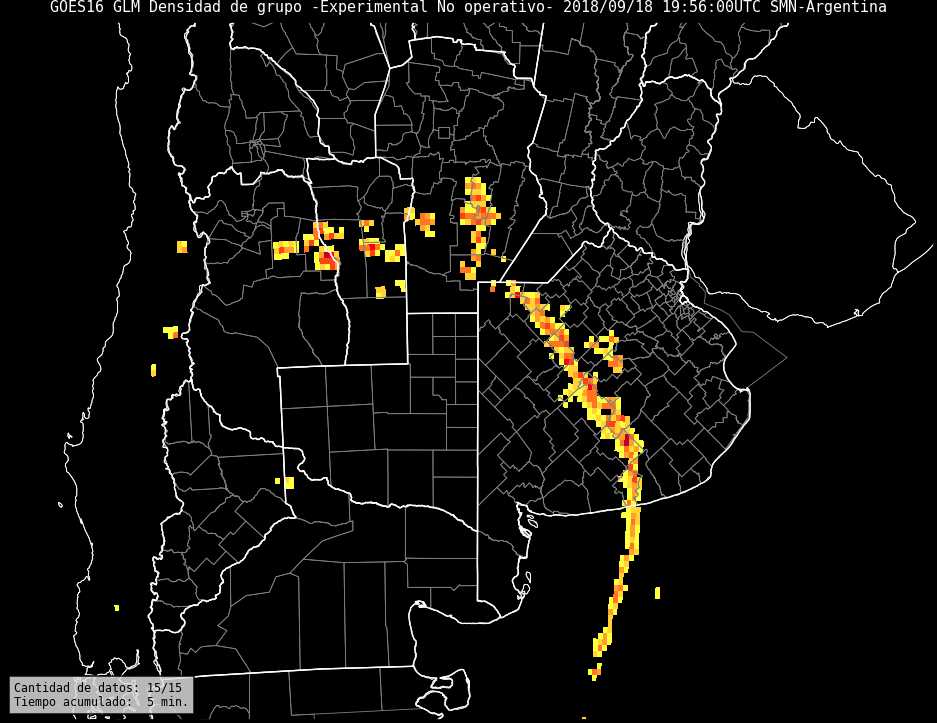 GOES16 GLM Densidad de grupo -Experimental No operativo- 2018/09/18 19:56:00UTC SMN-Argentina
Cantidad de datos: 15/15
Tiempo acumulado:  5 min.